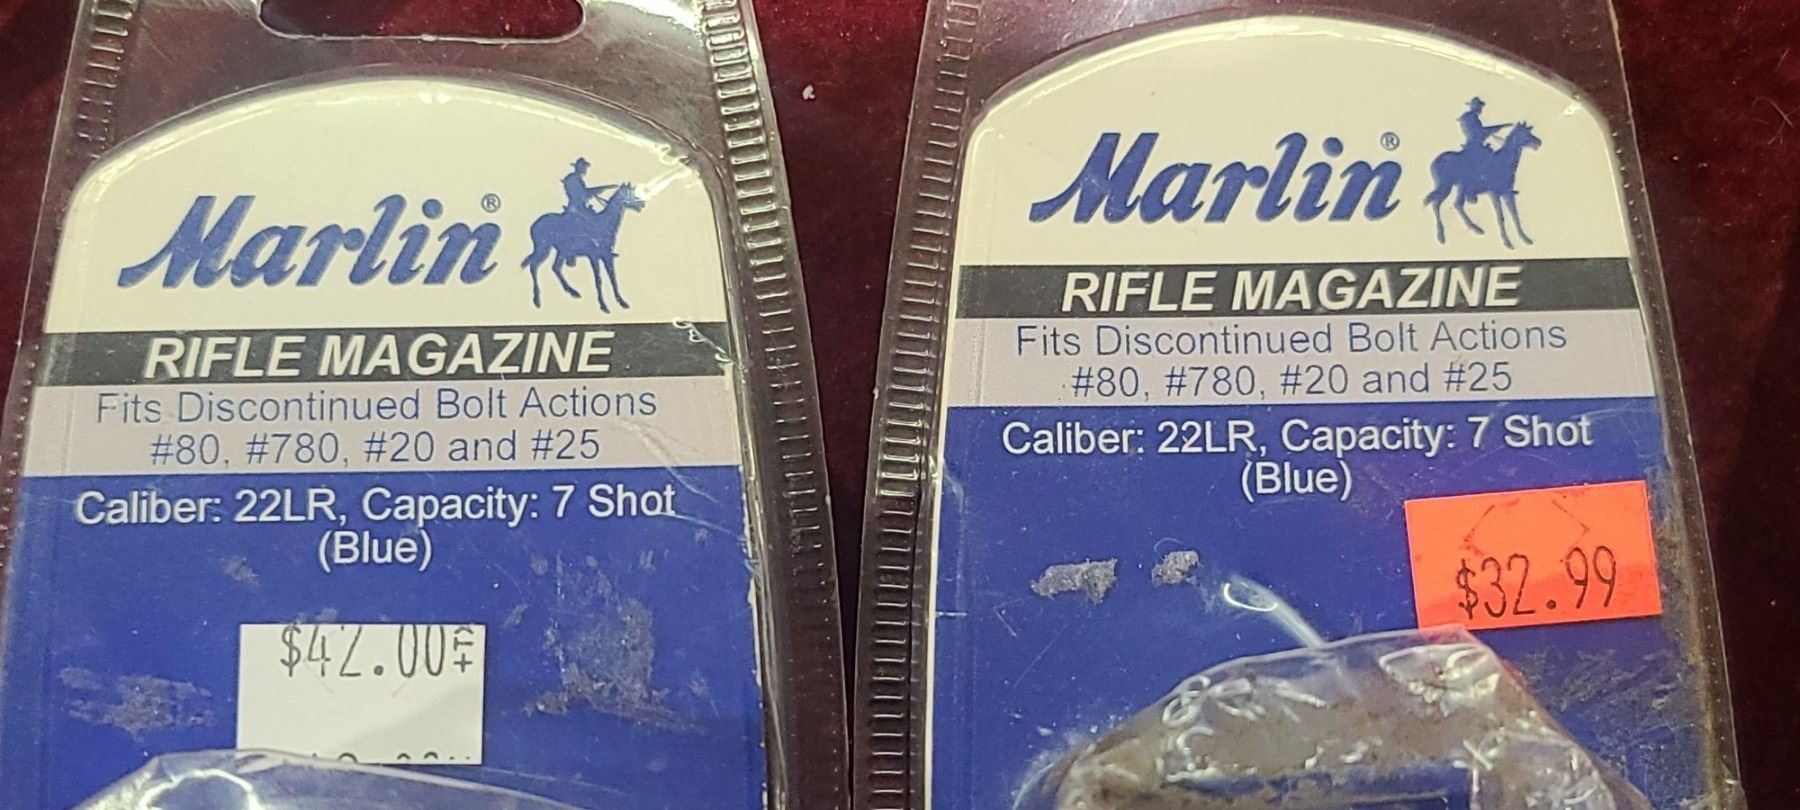 Marlin®
RIFLE MAGAZINE
Fits Discontinued Bolt Actions
#80, #780, #20 and #25
Caliber: 22LR, Capacity: 7 Shot
(Blue)
$42.00
Marlin®
RIFLE MAGAZINE
Fits Discontinued Bolt Actions
#80, #780, #20 and #25
Caliber: 22LR, Capacity: 7 Shot
(Blue)
$32.99